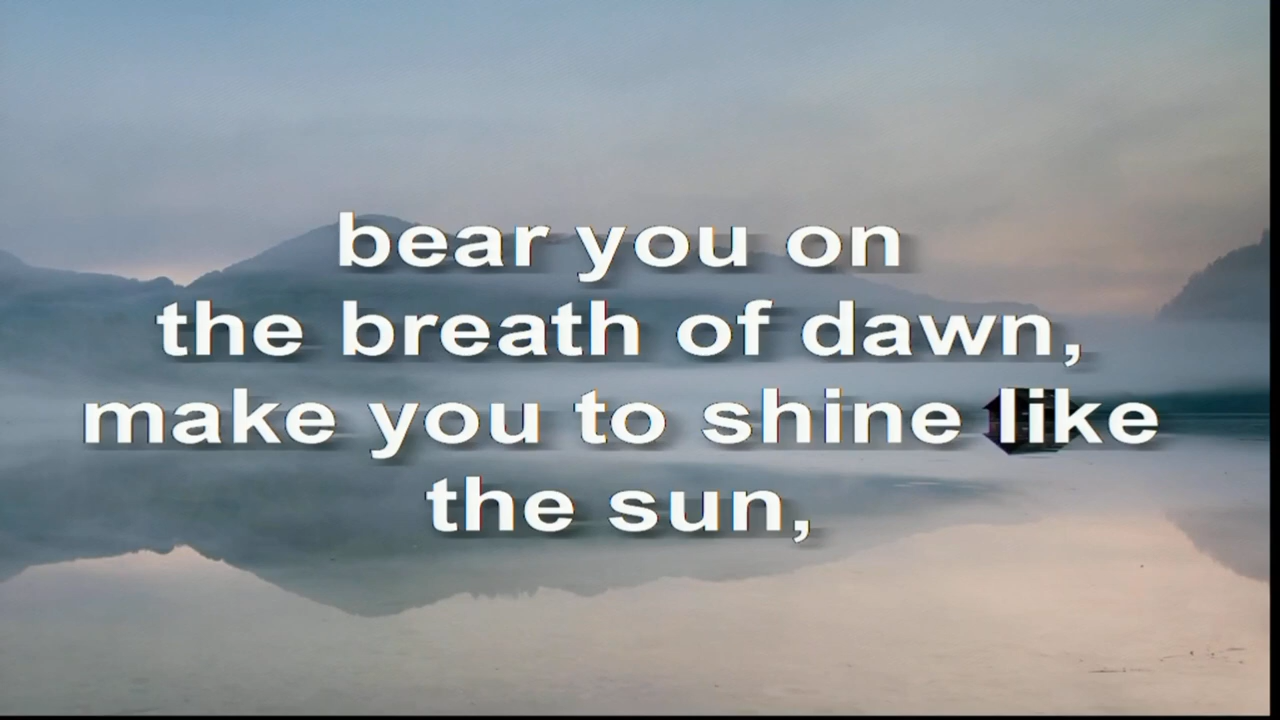 bear you on
the breath of dawn,
make you to shine like
the sun,